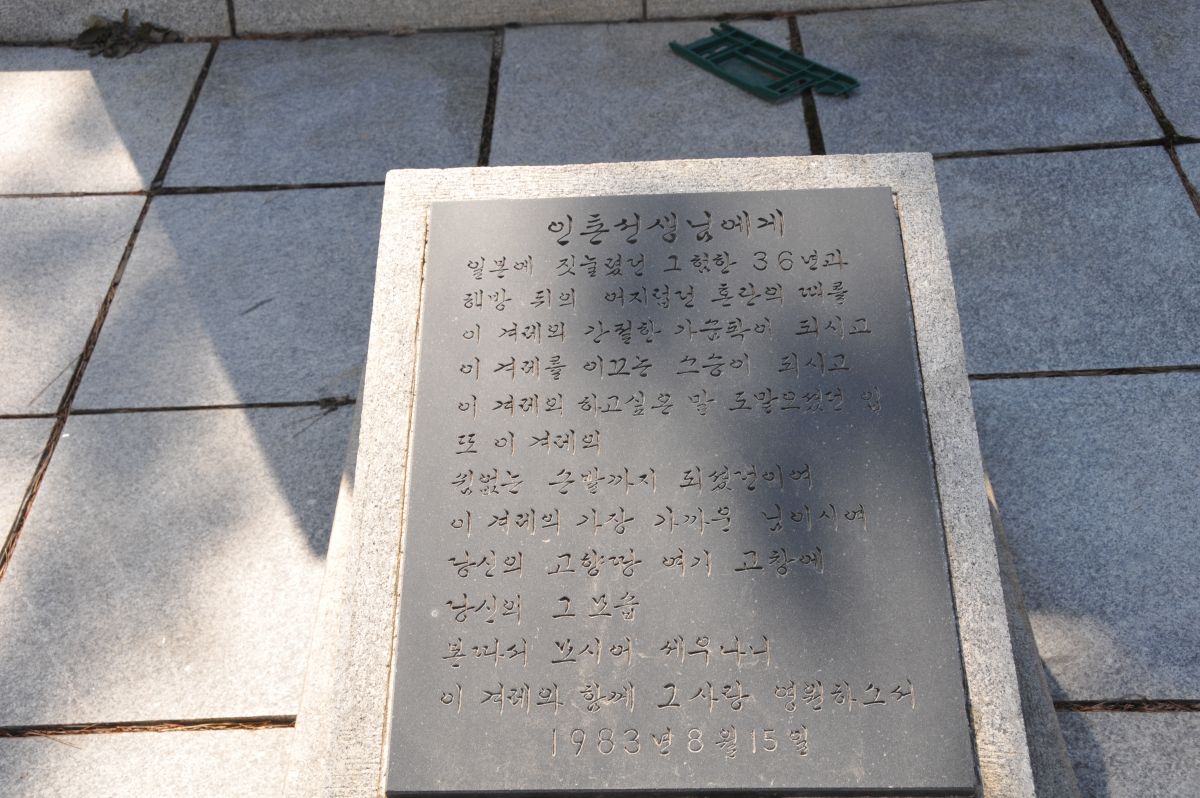 인촌선생님에게
일본에 짓눌렸던 그 험한 36년과
해방 뒤의 어지럽던 혼란의 때를
이 겨레의 간절한 가슴팍이 되시고
이 겨레를 이끄는 스승이 되시고
이 겨레의 하고싶은 말 도맡으셨던 입
또 이 겨레의
쉼없는 손발까지 되셨던이여
이 겨레의 가장 가까운 님이시여
당신의 고향땅 여기 고창에
당신의 그 모습
본따서 모시어 세우나니
이 겨레와 함께 그 사랑 영원하소서
1983년 8월 15일